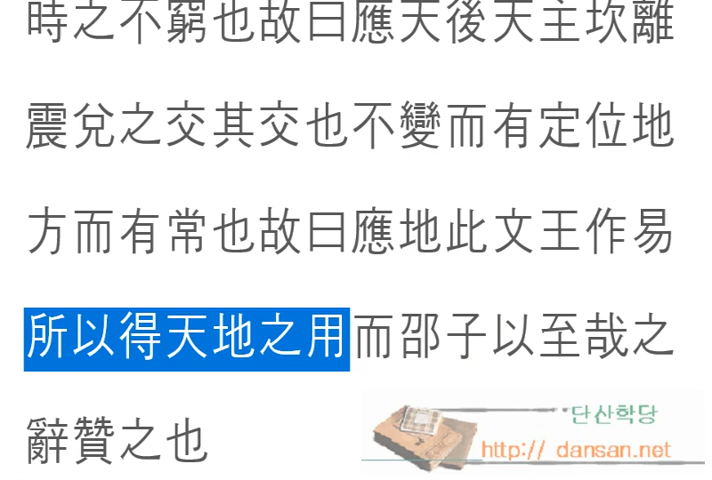 時之不窮也故曰應天後天主坎離
震兌之交其交也不變而有定位地
方而有常也故曰應地此文王作易
所以得天地之用而邵子以至哉之
辭贊之也
단산학당
http:// dansan.net